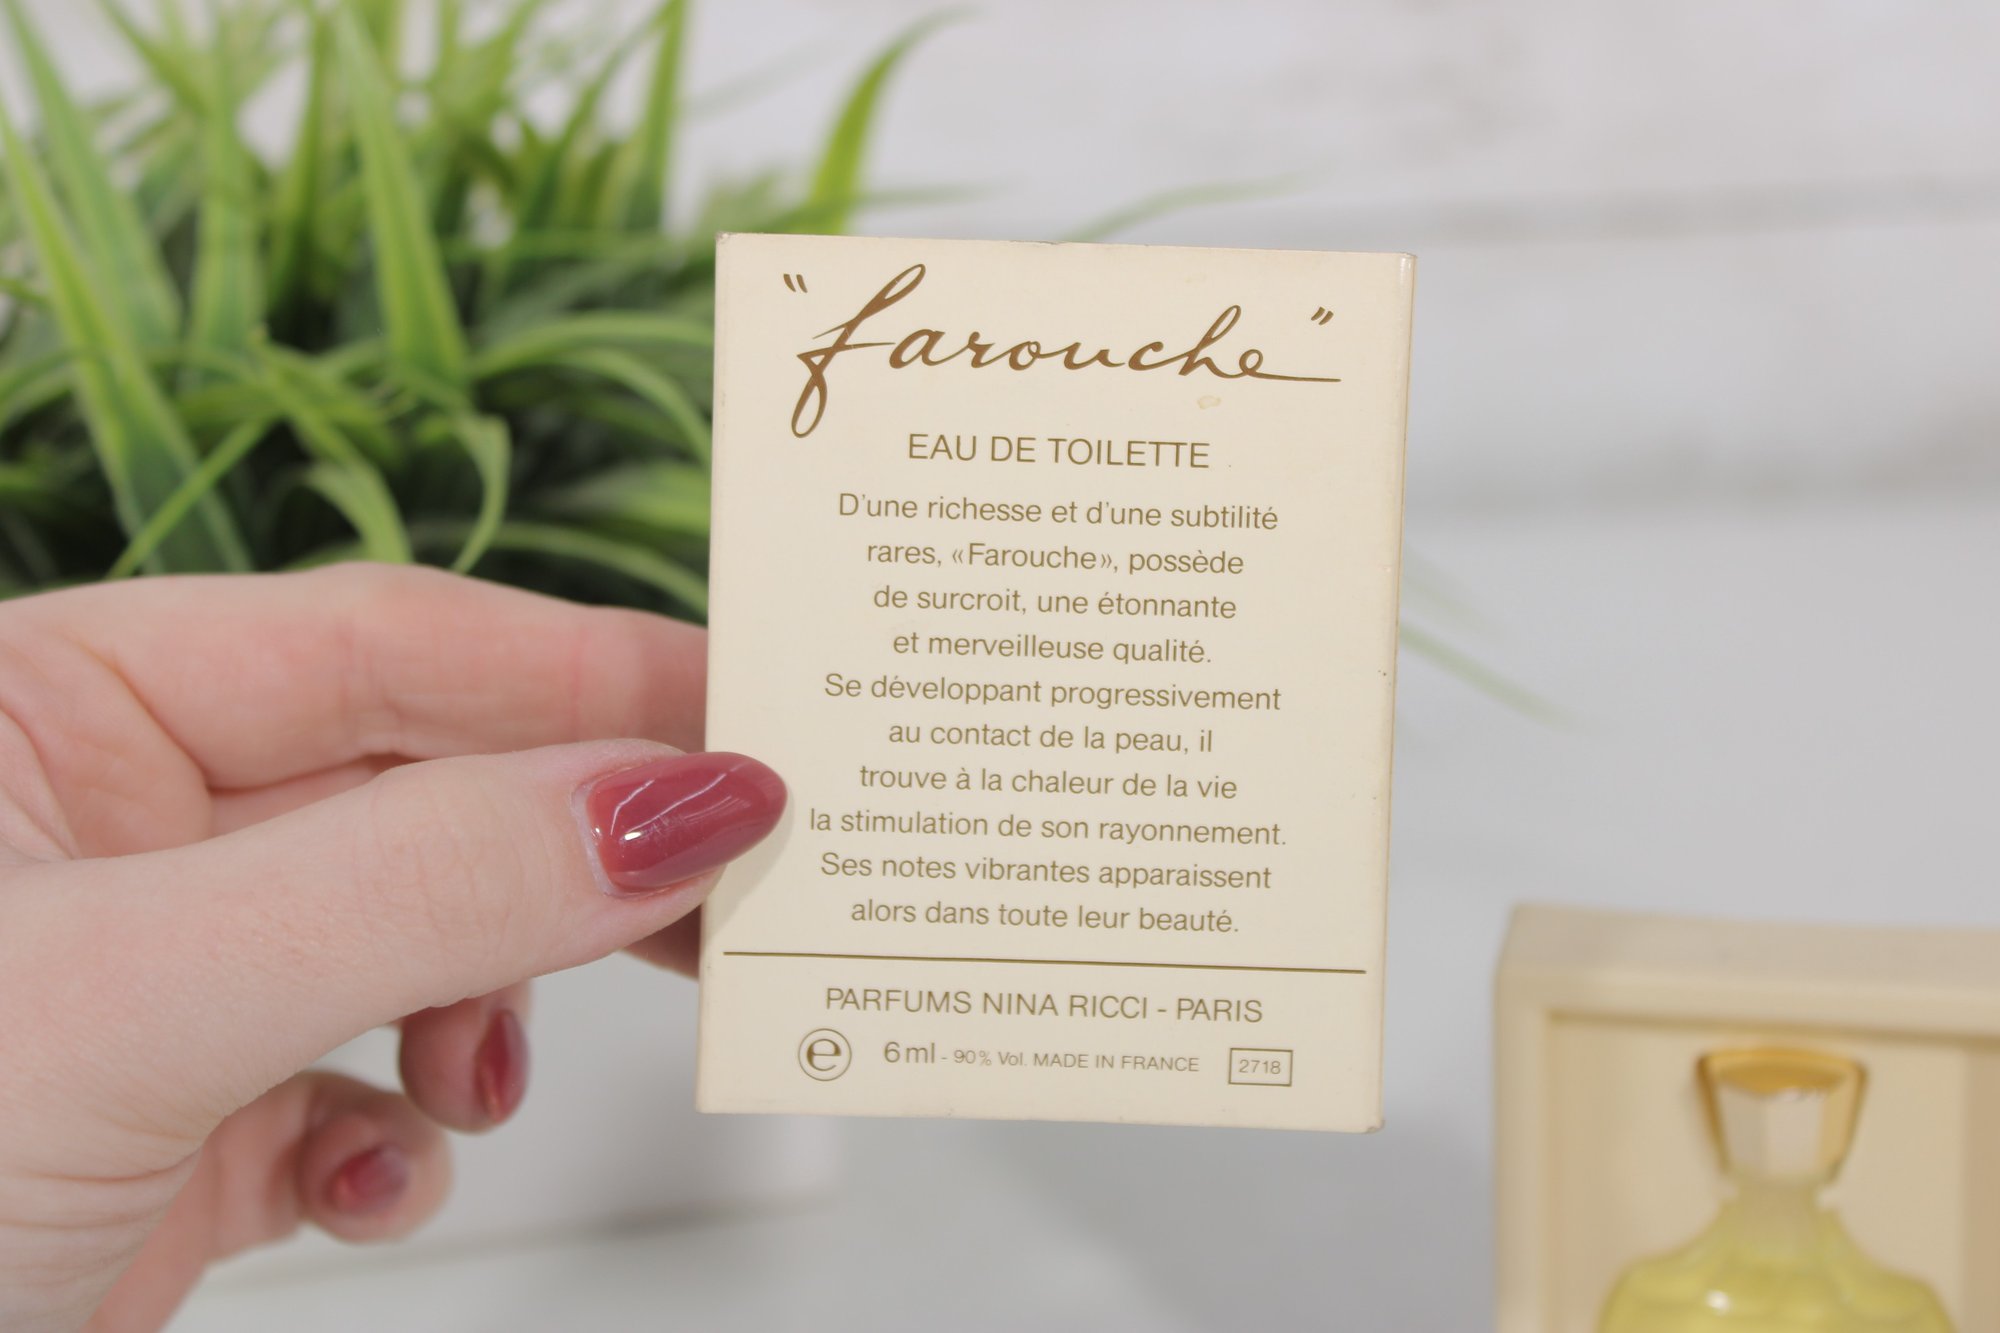 "farouche"
EAU DE TOILETTE
D'une richesse et d'une subtilité
rares, «Farouche», possède
de surcroit, une étonnante
et merveilleuse qualité.
Se développant progressivement
au contact de la peau, il
trouve à la chaleur de la vie
la stimulation de son rayonnement.
Ses notes vibrantes apparaissent
alors dans toute leur beauté.
PARFUMS NINA RICCI - PARIS
e 6 ml - 90% Vol. MADE IN FRANCE 2718